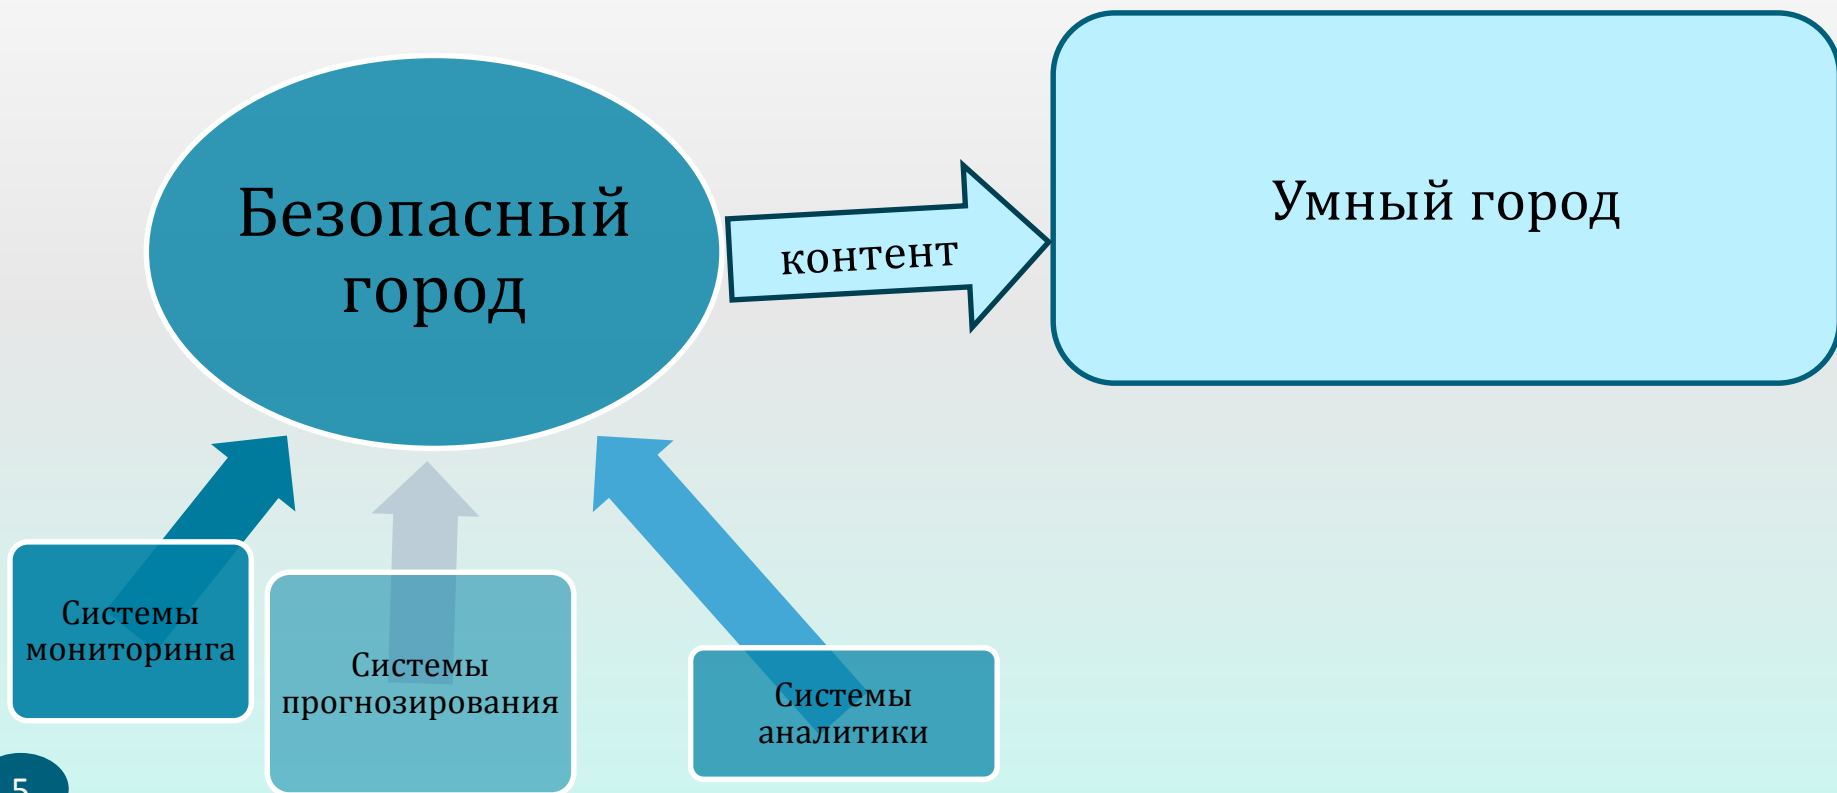 Безопасный
город
контент
Умный город
Системы
мониторинга
Системы
прогнозирования
Системы
аналитики
5